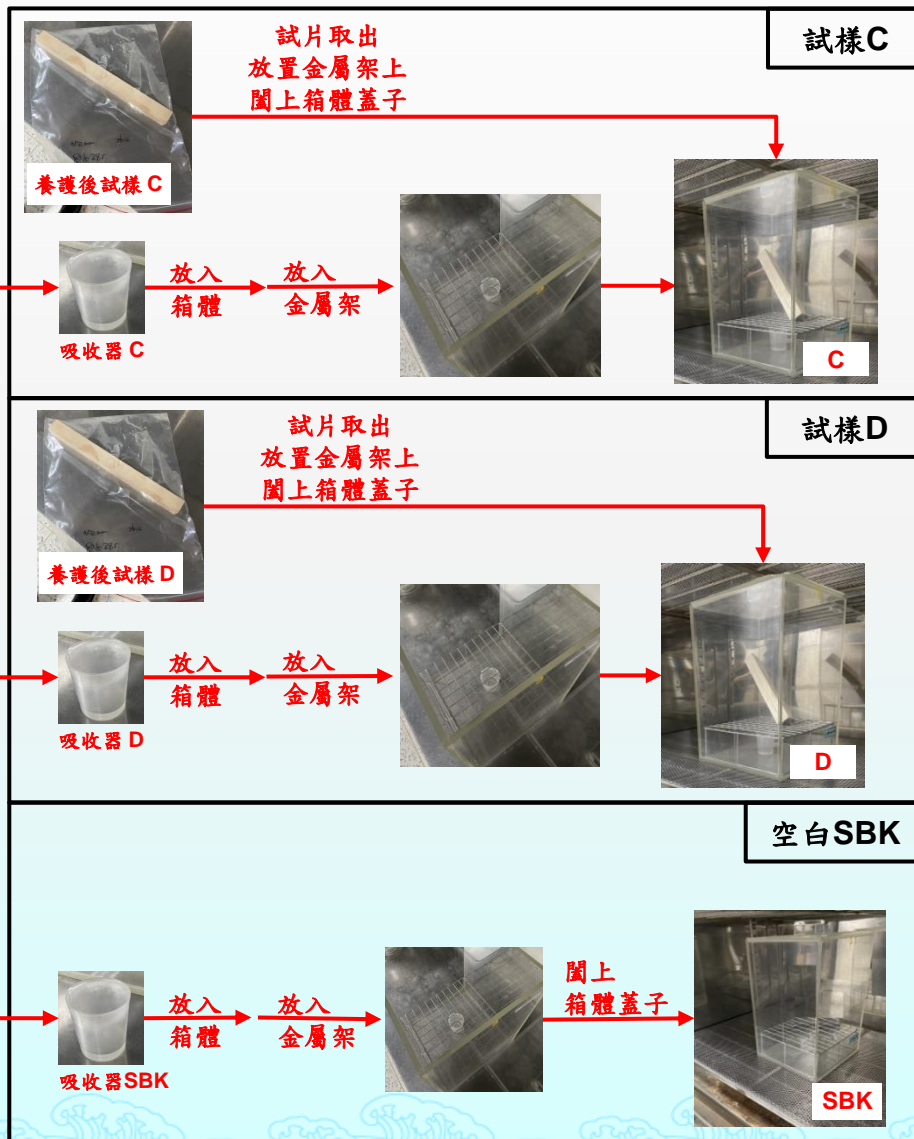 試樣C
試片取出
放置金屬架上
闔上箱體蓋子
養護後試樣 C
吸收器 C
放入
箱體
放入
金屬架
C
試樣D
試片取出
放置金屬架上
闔上箱體蓋子
養護後試樣 D
吸收器 D
放入
箱體
放入
金屬架
D
空白SBK
吸收器SBK
放入
箱體
放入
金屬架
闔上
箱體蓋子
SBK